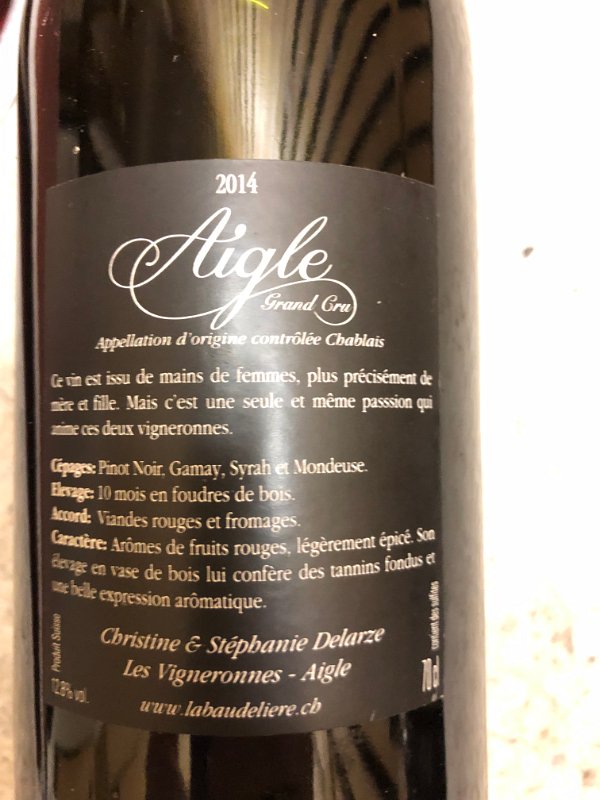 2014
Aigle
Grand Cru
Appellation d'origine contrôlée Chablais
Ce vin est issu de mains de femmes, plus précisément de
mère et fille. Mais c'est une seule et même passsion qui
anime ces deux vigneronnes.
Cépages: Pinot Noir, Gamay, Syrah et Mondeuse.
Elevage: 10 mois en foudres de bois.
Accord: Viandes rouges et fromages.
Caractère: Arômes de fruits rouges, légèrement épicé. Son
élevage en vase de bois lui confère des tannins fondus et
une belle expression arômatique.
Christine & Stéphanie Delarze
Les Vigneronnes - Aigle
www.labaudeliere.ch
Produit Suisse
12.8% vol.
contient des sulfites
70 cl